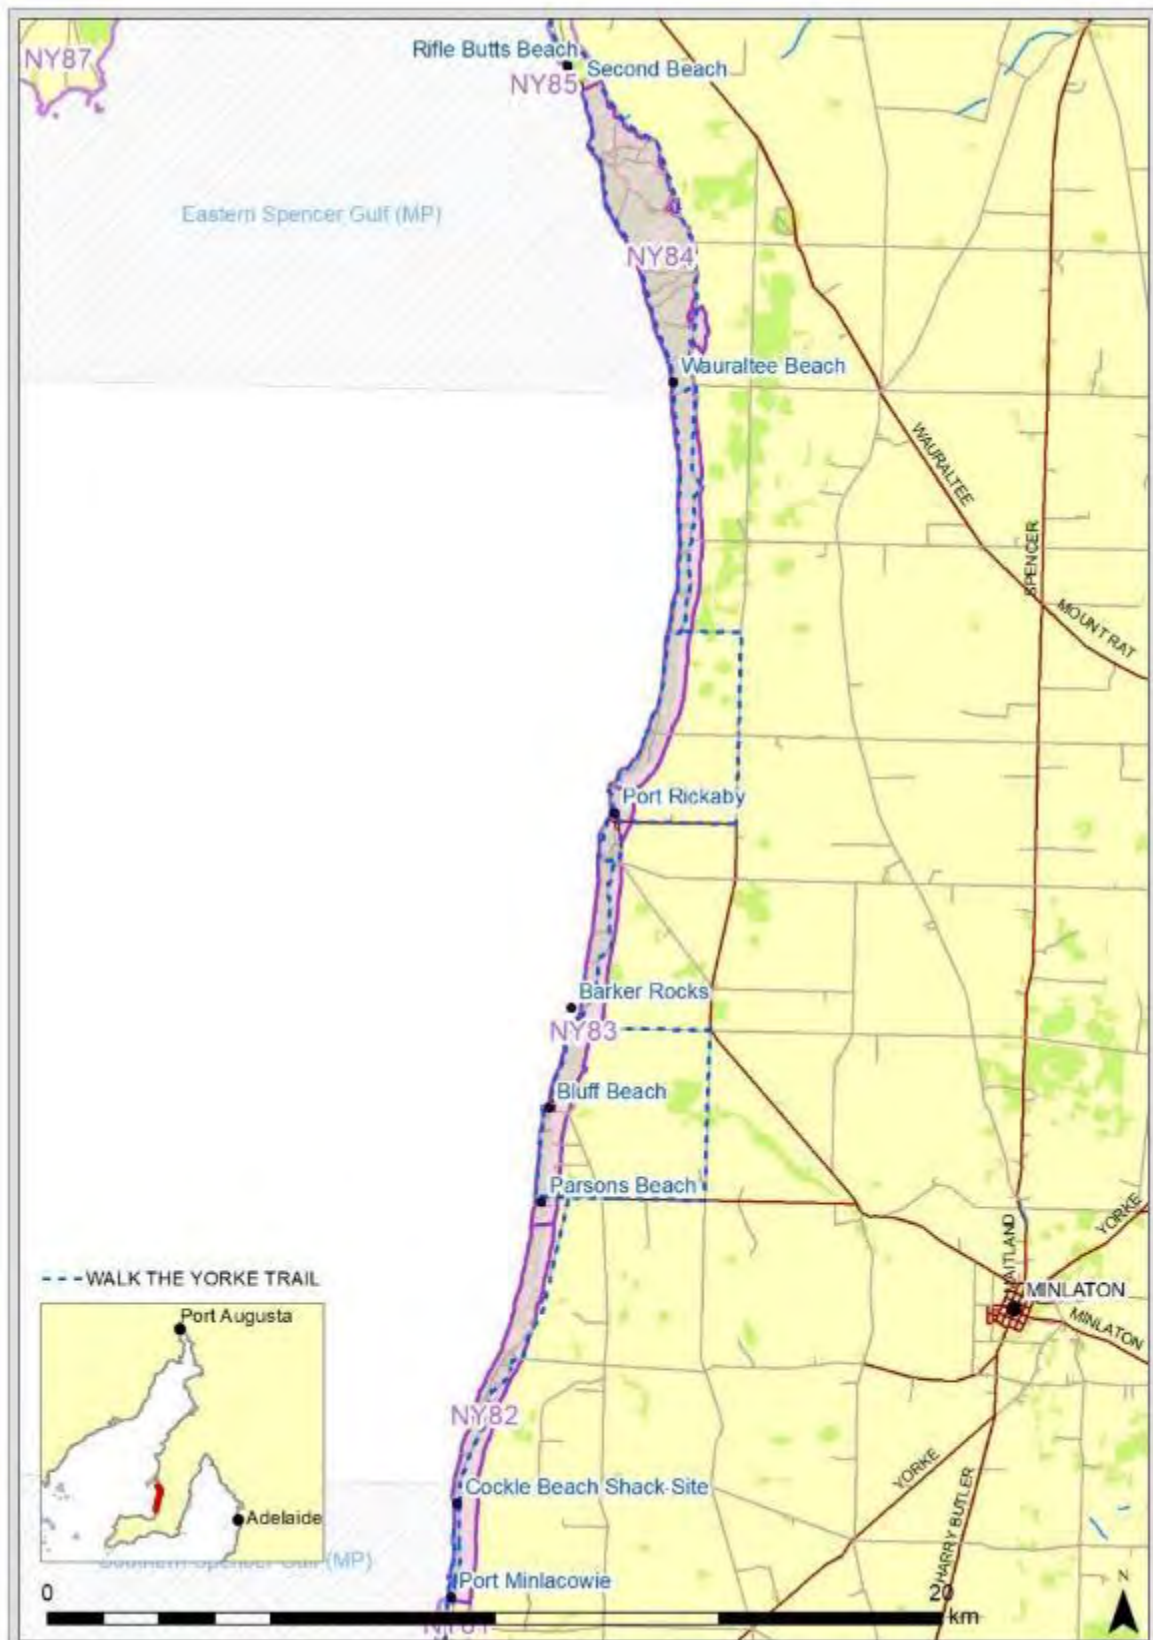 NY87
Rifle Butts Beach
Second Beach
NY85
Eastern Spencer Gulf (MP)
NY84
Wauraltee Beach
WAURALTEE
SPENCER
MOUNT RAT
Port Rickaby
Barker Rocks
NY83
Bluff Beach
Parsons Beach
YORKE
MAITLAND
MINLATON
MINLATON
WALK THE YORKE TRAIL
Port Augusta
Adelaide
NY82
YORKE
HARRY BUTLER
Cockle Beach Shack Site
Southern Spencer Gulf (MP)
Port Minlacowie
N
0
20
km
NY81